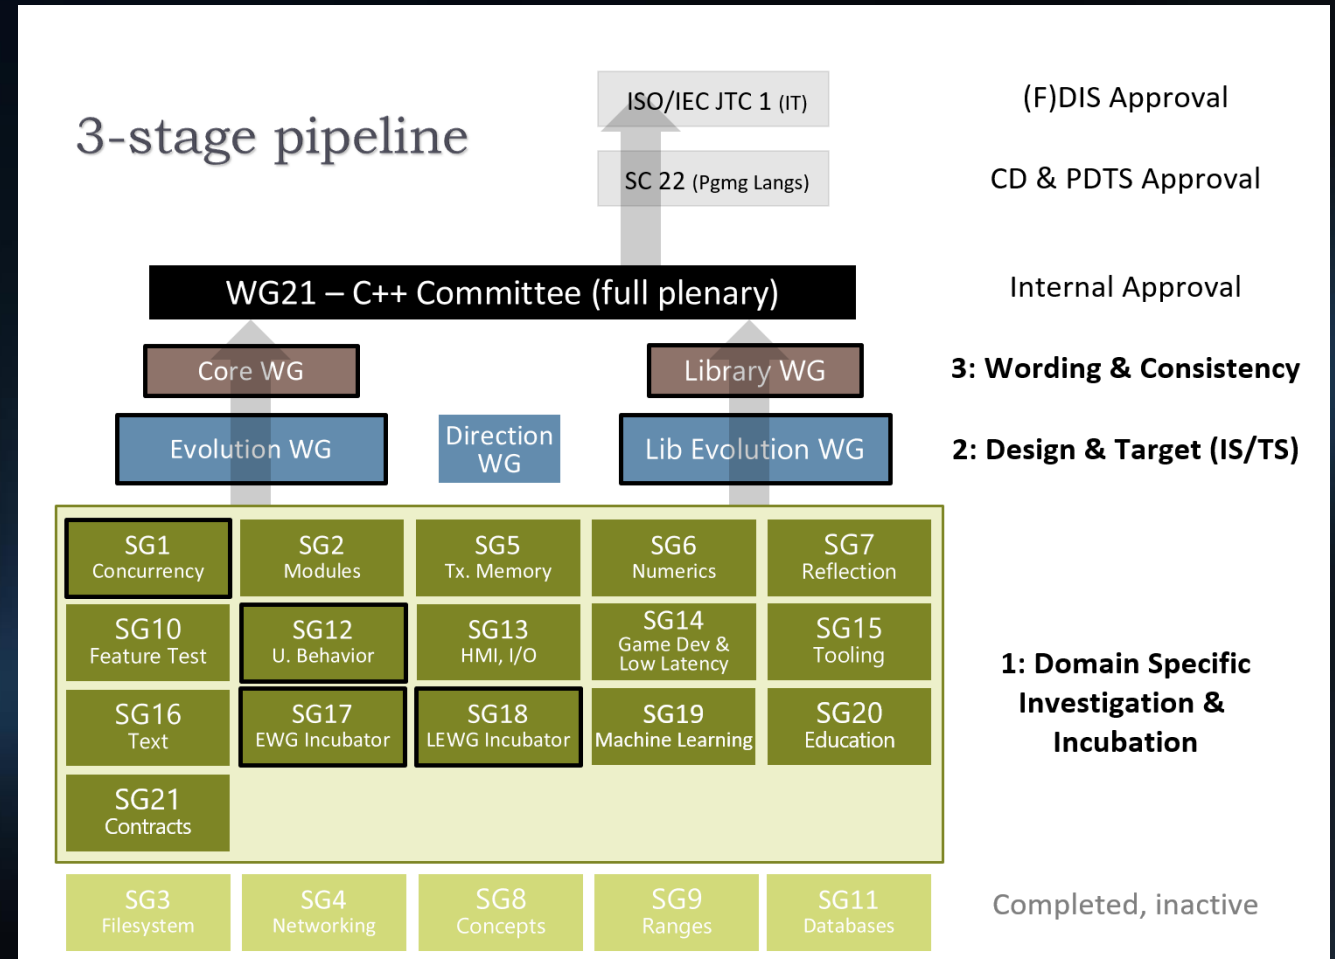 3-stage pipeline
ISO/IEC JTC 1 (IT)
(F)DIS Approval
SC 22 (Pgmg Langs)
CD & PDTS Approval
WG21 – C++ Committee (full plenary)
Internal Approval
Core WG
Library WG
3: Wording & Consistency
Evolution WG
Direction
WG
Lib Evolution WG
2: Design & Target (IS/TS)
SG1
Concurrency
SG2
Modules
SG5
Tx. Memory
SG6
Numerics
SG7
Reflection
SG10
Feature Test
SG12
U. Behavior
SG13
HMI, I/O
SG14
Game Dev &
Low Latency
SG15
Tooling
SG16
Text
SG17
EWG Incubator
SG18
LEWG Incubator
SG19
Machine Learning
SG20
Education
SG21
Contracts
1: Domain Specific
Investigation &
Incubation
SG3
Filesystem
SG4
Networking
SG8
Concepts
SG9
Ranges
SG11
Databases
Completed, inactive